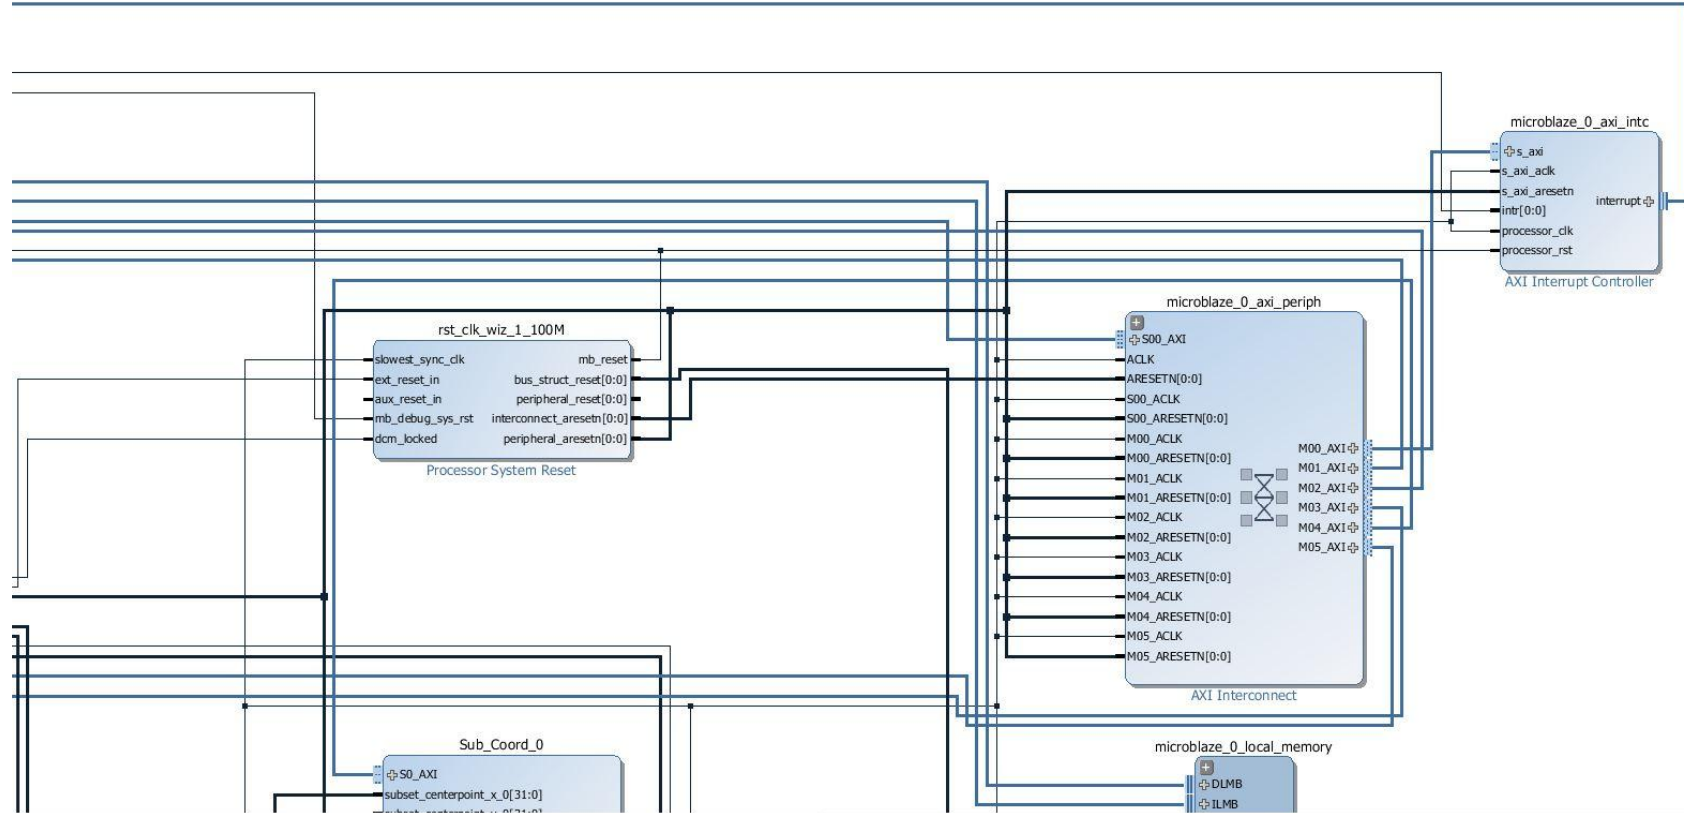 microblaze_0_axi_intc
s_axi
s_axi_aclk
s_axi_aresetn
intr[0:0]
processor_clk
processor_rst
interrupt
AXI Interrupt Controller
rst_clk_wiz_1_100M
slowest_sync_clk
ext_reset_in
aux_reset_in
mb_debug_sys_rst
dcm_locked
mb_reset
bus_struct_reset[0:0]
peripheral_reset[0:0]
interconnect_aresetn[0:0]
peripheral_aresetn[0:0]
Processor System Reset
microblaze_0_axi_periph
S00_AXI
ACLK
ARESETN[0:0]
S00_ACLK
S00_ARESETN[0:0]
M00_ACLK
M00_ARESETN[0:0]
M01_ACLK
M01_ARESETN[0:0]
M02_ACLK
M02_ARESETN[0:0]
M03_ACLK
M03_ARESETN[0:0]
M04_ACLK
M04_ARESETN[0:0]
M05_ACLK
M05_ARESETN[0:0]
M00_AXI
M01_AXI
M02_AXI
M03_AXI
M04_AXI
M05_AXI
AXI Interconnect
Sub_Coord_0
S0_AXI
subset_centerpoint_x_0[31:0]
microblaze_0_local_memory
DLMB
ILMB